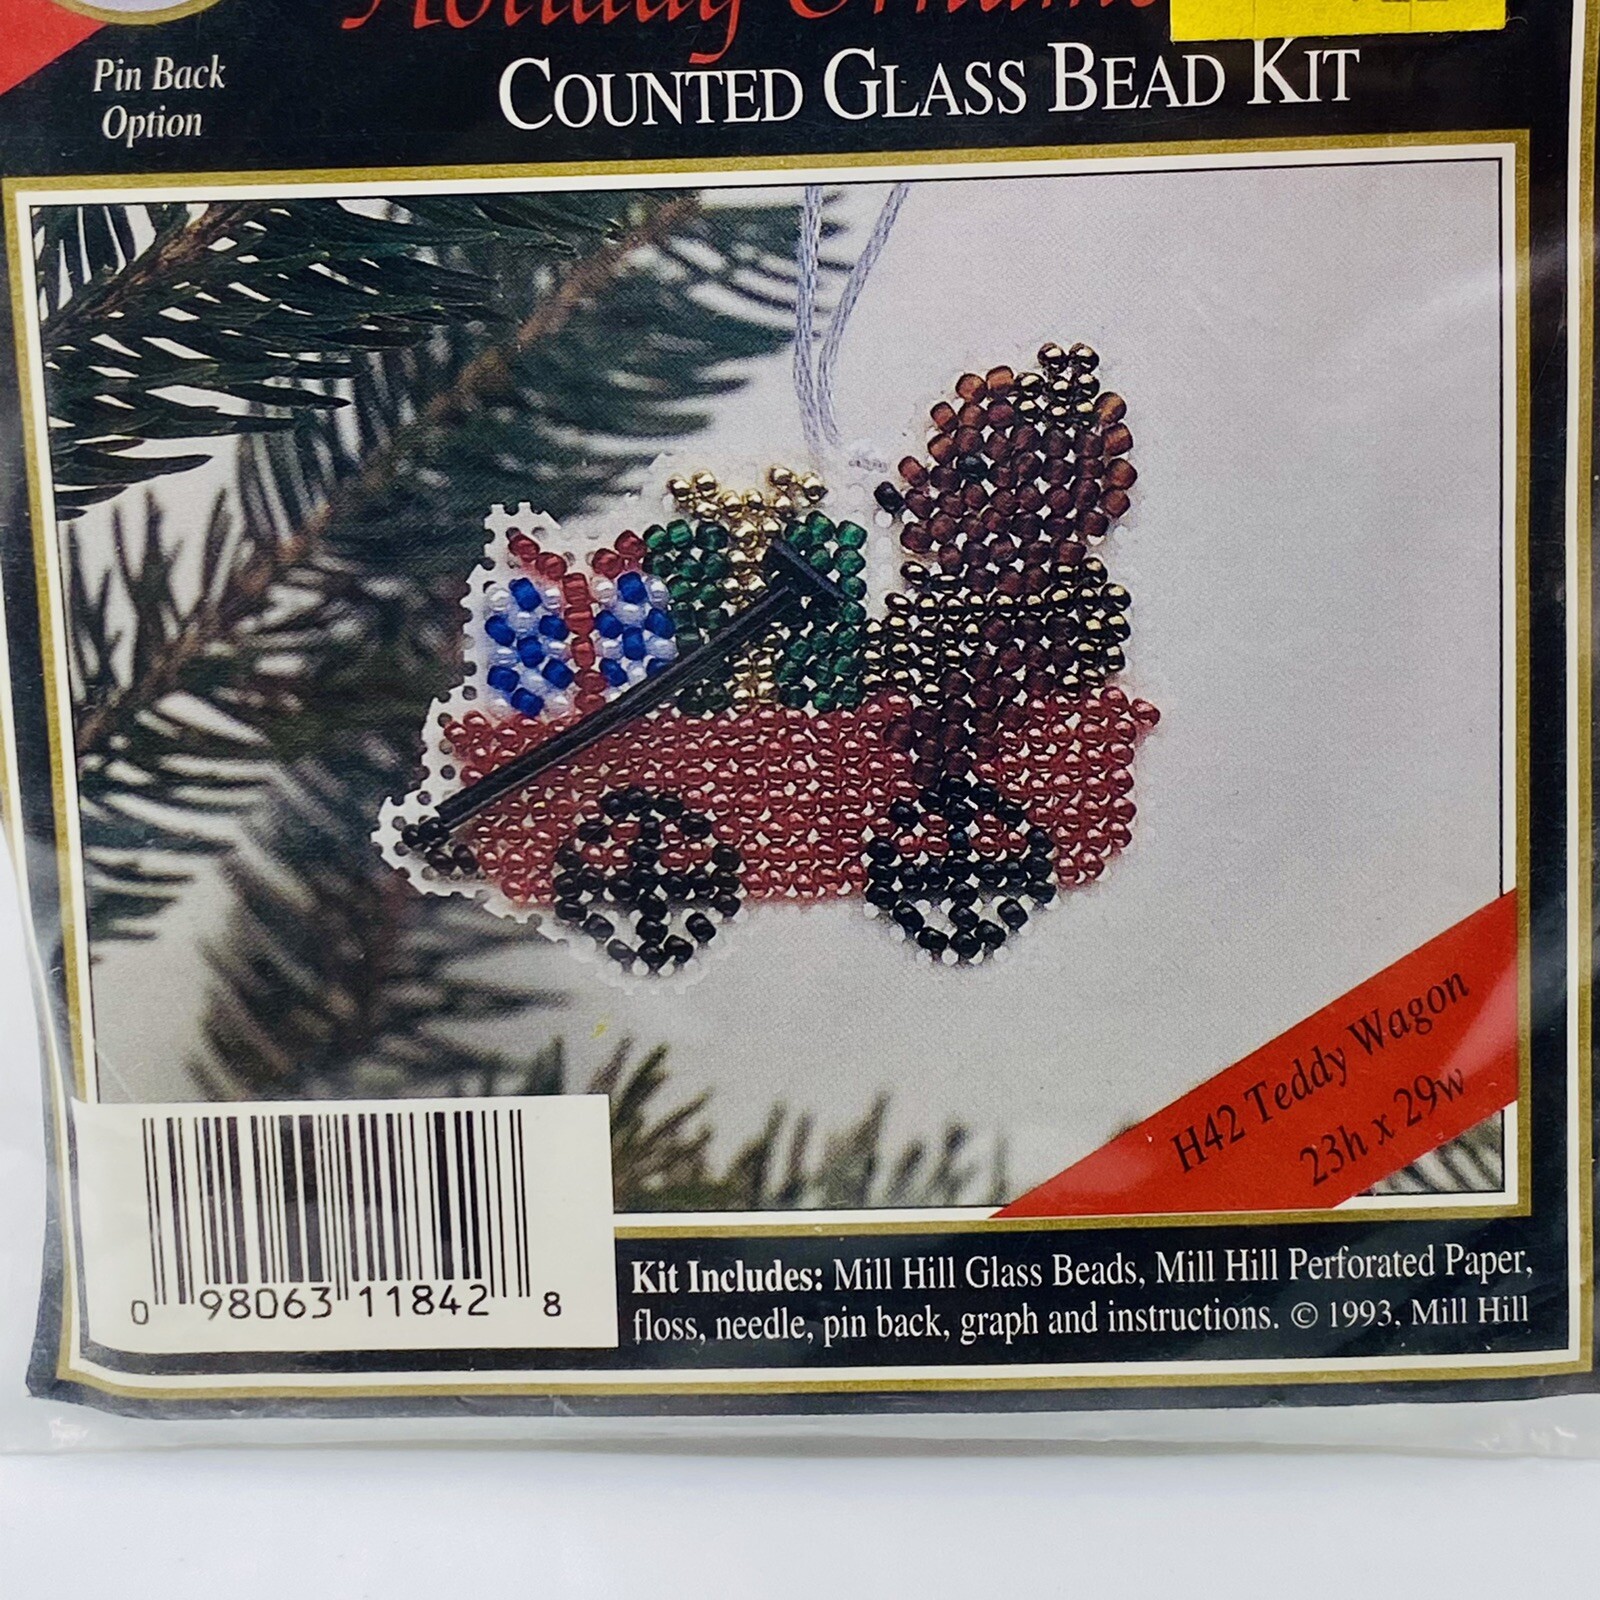 Holiday
COUNTED GLASS BEAD KIT
Pin Back
Option
H42 Teddy Wagon
23h x 29w
0 98063 11842 8
Kit Includes: Mill Hill Glass Beads, Mill Hill Perforated Paper,
floss, needle, pin back, graph and instructions. © 1993, Mill Hill